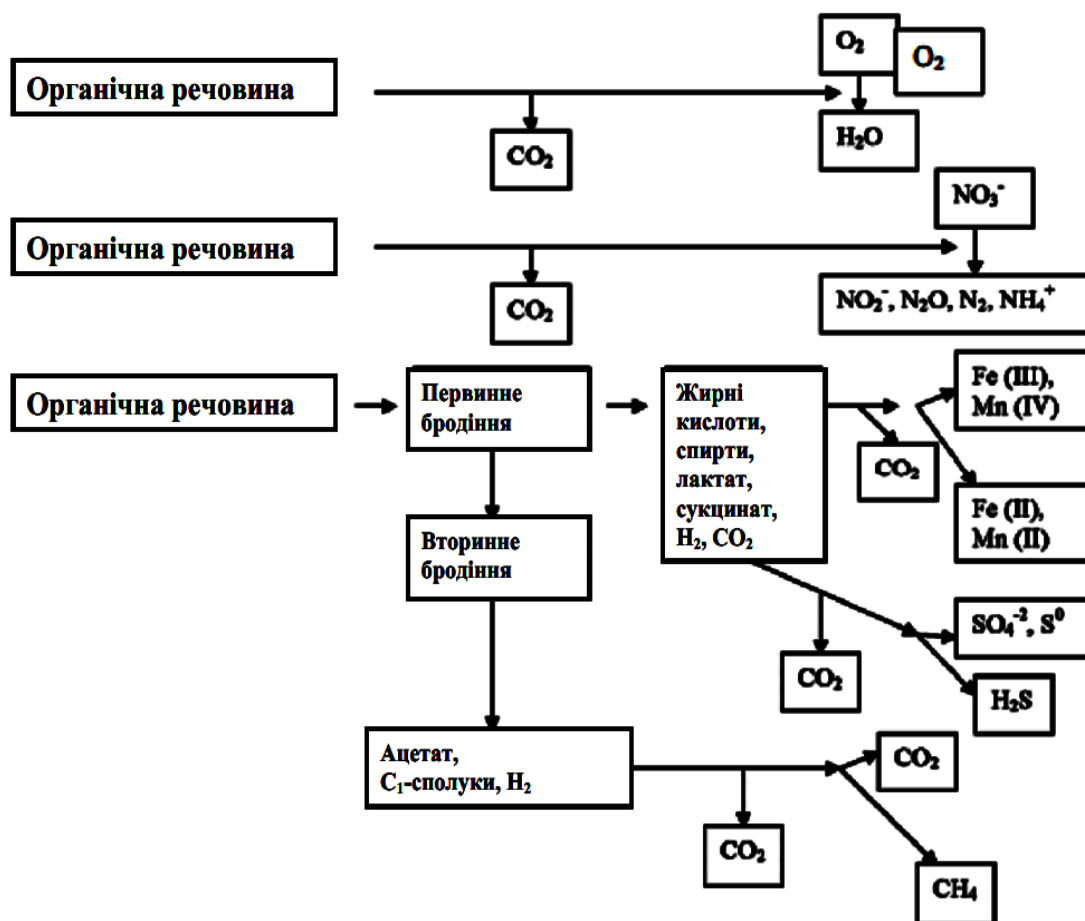 O₂
O₂
Органічна речовина
CO₂
H₂O
NO₃⁻
Органічна речовина
CO₂
NO₂⁻, N₂O, N₂, NH₄⁺
Органічна речовина
Первинне
бродіння
Жирні
кислоти,
спирти,
лактат,
сукцинат,
H₂, CO₂
Fe (III),
Mn (IV)
CO₂
Fe (II),
Mn (II)
Вторинне
бродіння
SO₄⁻², S⁰
CO₂
H₂S
Ацетат,
C₁-сполуки, H₂
CO₂
CO₂
CH₄